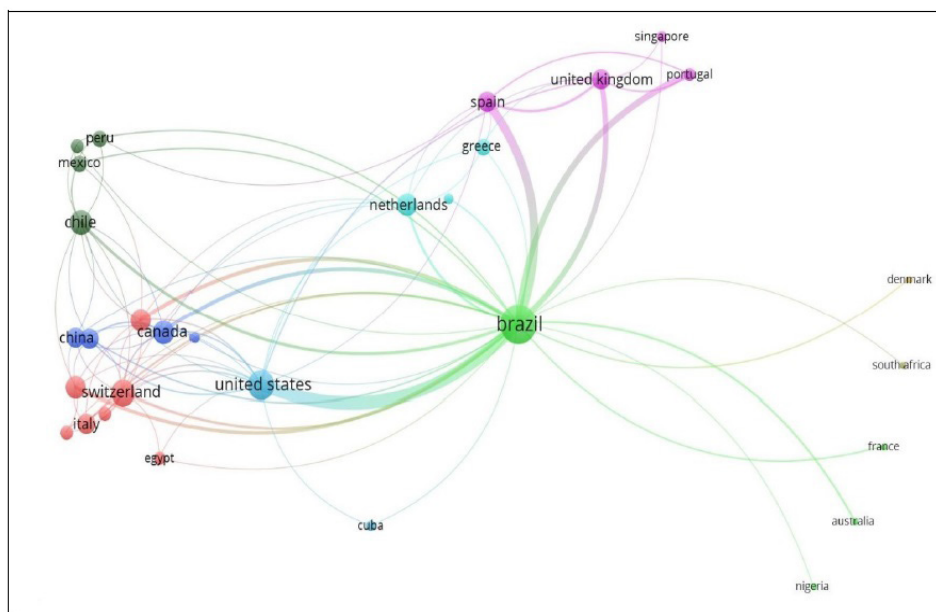 singapore
portugal
united kingdom
spain
peru
greece
mexico
netherlands
chile
denmark
brazil
canada
china
south africa
united states
switzerland
italy
france
egypt
australia
cuba
nigeria